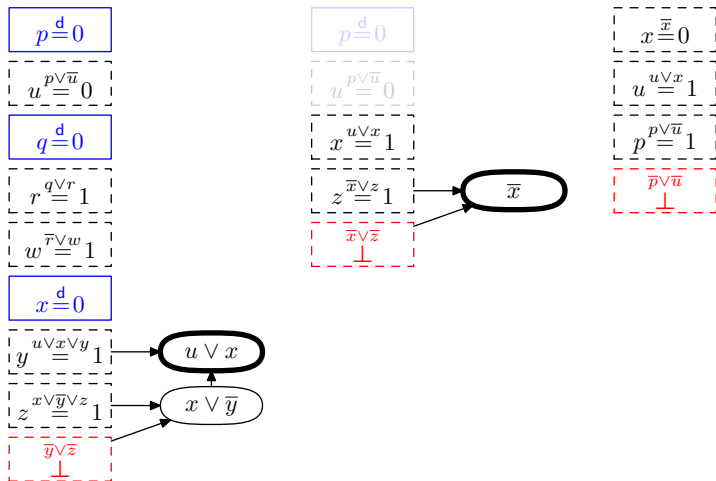 p =ᵈ 0
u =^{p∨u̅} 0
q =ᵈ 0
r =^{q∨r} 1
w =^{r̅∨w} 1
x =ᵈ 0
y =^{u∨x∨y} 1
u ∨ x
z =^{x∨y̅∨z} 1
x ∨ y̅
y̅∨z̅
⊥
p =ᵈ 0
u =^{p∨u̅} 0
x =^{u∨x} 1
z =^{x̅∨z} 1
x̅
x̅∨z̅
⊥
x =^{x̅} 0
u =^{u∨x} 1
p =^{p∨u̅} 1
p̅∨u̅
⊥